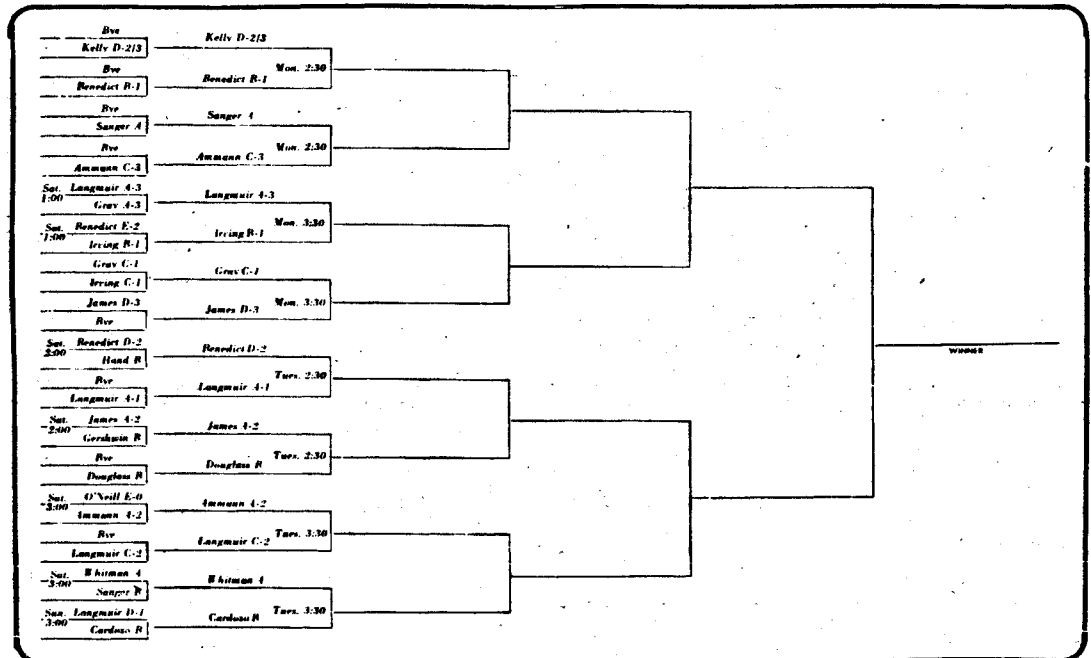 Bye
Kelly D-2/3
Kelly D-2/3
Mon. 2:30
Bye
Benedict B-1
Benedict B-1
Bye
Sanger A
Sanger A
Mon. 2:30
Bye
Ammann C-3
Ammann C-3
Sat. 1:00
Langmuir A-3
Gray A-3
Langmuir A-3
Mon. 3:30
Sat. 1:00
Benedict E-2
Irving B-1
Irving B-1
Gray C-1
Irving C-1
Gray C-1
Mon. 3:30
James D-3
Bye
James D-3
WINNER
Sat. 2:00
Benedict D-2
Hand B
Benedict D-2
Tues. 2:30
Bye
Langmuir A-1
Langmuir A-1
Sat. 2:00
James A-2
Gershwin B
James A-2
Tues. 2:30
Bye
Douglass B
Douglass B
Sat. 3:00
O'Neill E-0
Ammann A-2
Ammann A-2
Tues. 3:30
Bye
Langmuir C-2
Langmuir C-2
Sat. 3:00
Whitman A
Sanger B
Whitman A
Tues. 3:30
Sun. 3:00
Langmuir D-1
Cardozo B
Cardozo B